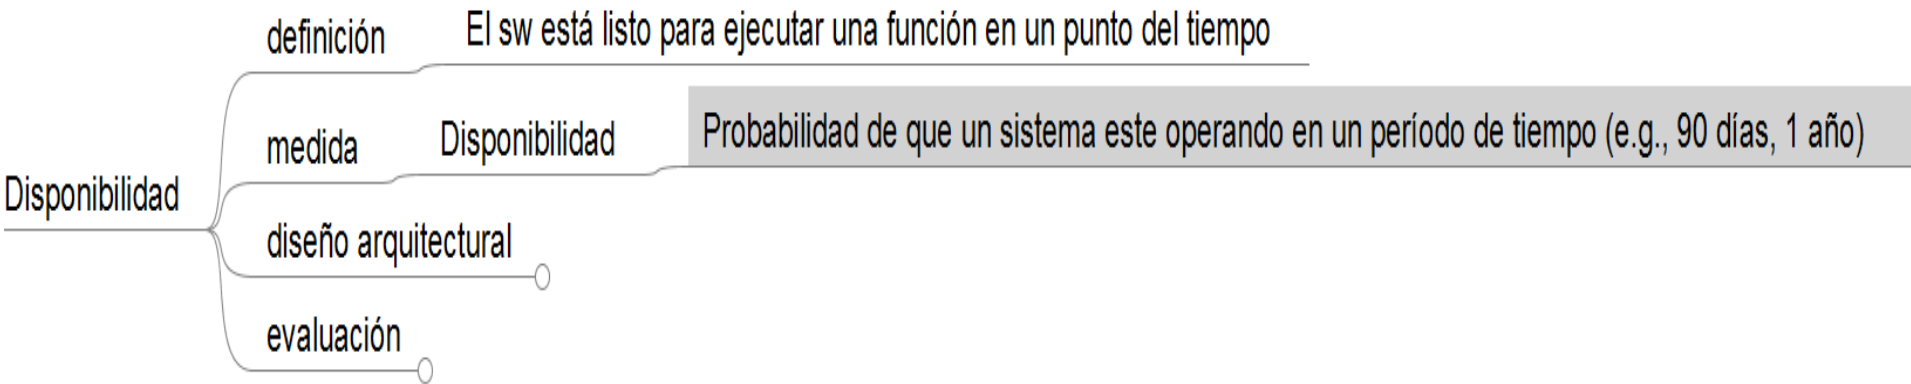 Disponibilidad
definición
El sw está listo para ejecutar una función en un punto del tiempo
medida
Disponibilidad
Probabilidad de que un sistema este operando en un período de tiempo (e.g., 90 días, 1 año)
diseño arquitectural
evaluación